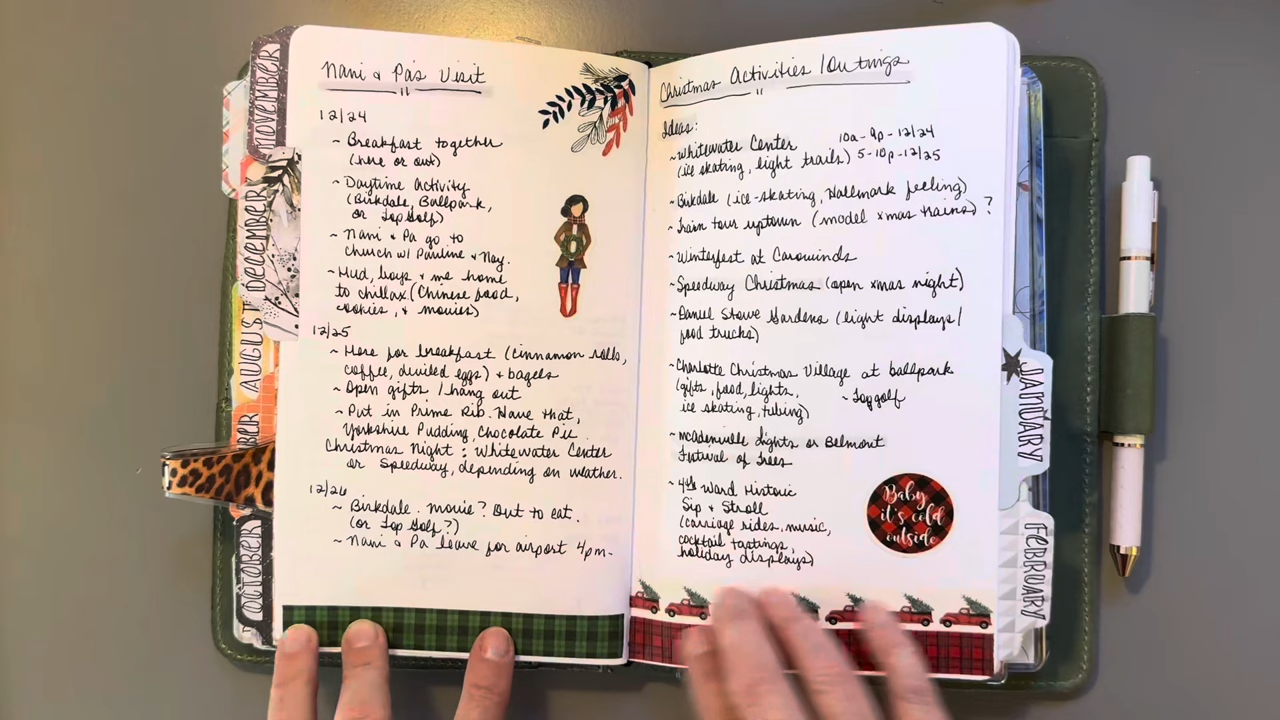 NOVEMBER
DECEMBER
AUGUST
OCTOBER
Nani & Pa's Visit
12/24
~ Breakfast together
(here or out)
~ Daytime Activity
(Birkdale, Ballpark,
or Top Golf)
~ Nani & Pa go to
church w/ Pauline & Nay.
~ Hud, boys & me home
to chillax (Chinese food,
cookies, & movies)
12/25
~ Here for breakfast (cinnamon rolls,
coffee, deviled eggs) & bagels
~ Open gifts / hang out
~ Put in Prime Rib. Have that,
Yorkshire Pudding, Chocolate Pie.
Christmas Night: Whitewater Center
or Speedway, depending on weather.
12/26
~ Birkdale. Movie? Out to eat.
(or Top Golf?)
~ Nani & Pa leave for airport 4pm-
Christmas Activities / Outings
Ideas:
~ Whitewater Center 10a-9p-12/24
(ice skating, light trails) 5-10p-12/25
~ Birkdale (ice-skating, Hallmark feeling)
~ Train tour uptown (model xmas trains)?
~ Winterfest at Carowinds
~ Speedway Christmas (open xmas night)
~ Daniel Stowe Gardens (light displays/
food trucks)
~ Charlotte Christmas Village at ballpark
(gifts, food, lights, ~ Top golf
ice skating, tubing)
~ McAdenville Lights or Belmont
Festival of Trees
~ 4th Ward Historic
Sip & Stroll
(carriage rides, music,
cocktail tastings,
holiday displays)
Baby
it's cold
outside
JANUARY
FEBRUARY